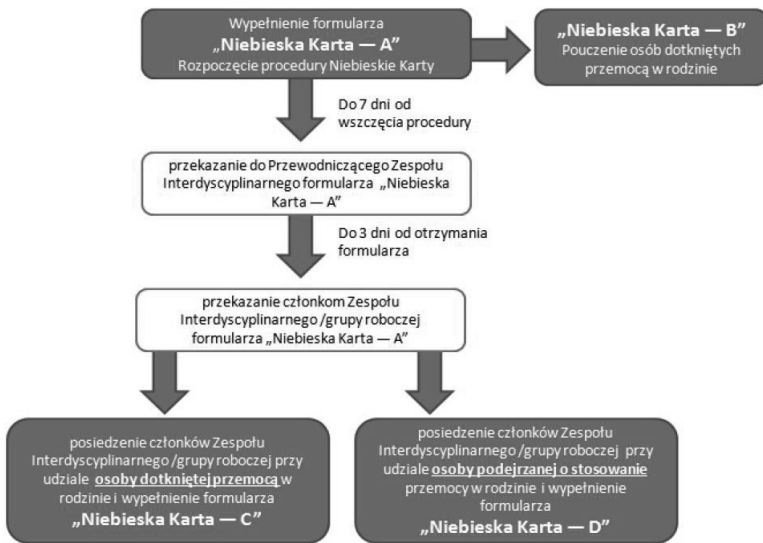 Wypełnienie formularza
„Niebieska Karta — A”
Rozpoczęcie procedury Niebieskie Karty
„Niebieska Karta — B”
Pouczenie osób dotkniętych
przemocą w rodzinie
Do 7 dni od
wszczęcia procedury
przekazanie do Przewodniczącego Zespołu
Interdyscyplinarnego formularza „Niebieska
Karta — A”
Do 3 dni od otrzymania
formularza
przekazanie członkom Zespołu
Interdyscyplinarnego /grupy roboczej
formularza „Niebieska Karta — A”
posiedzenie członków Zespołu
Interdyscyplinarnego /grupy roboczej przy
udziale osoby dotkniętej przemocą w
rodzinie i wypełnienie formularza
„Niebieska Karta — C”
posiedzenie członków Zespołu
Interdyscyplinarnego /grupy roboczej przy
udziale osoby podejrzanej o stosowanie
przemocy w rodzinie i wypełnienie
formularza
„Niebieska Karta — D”